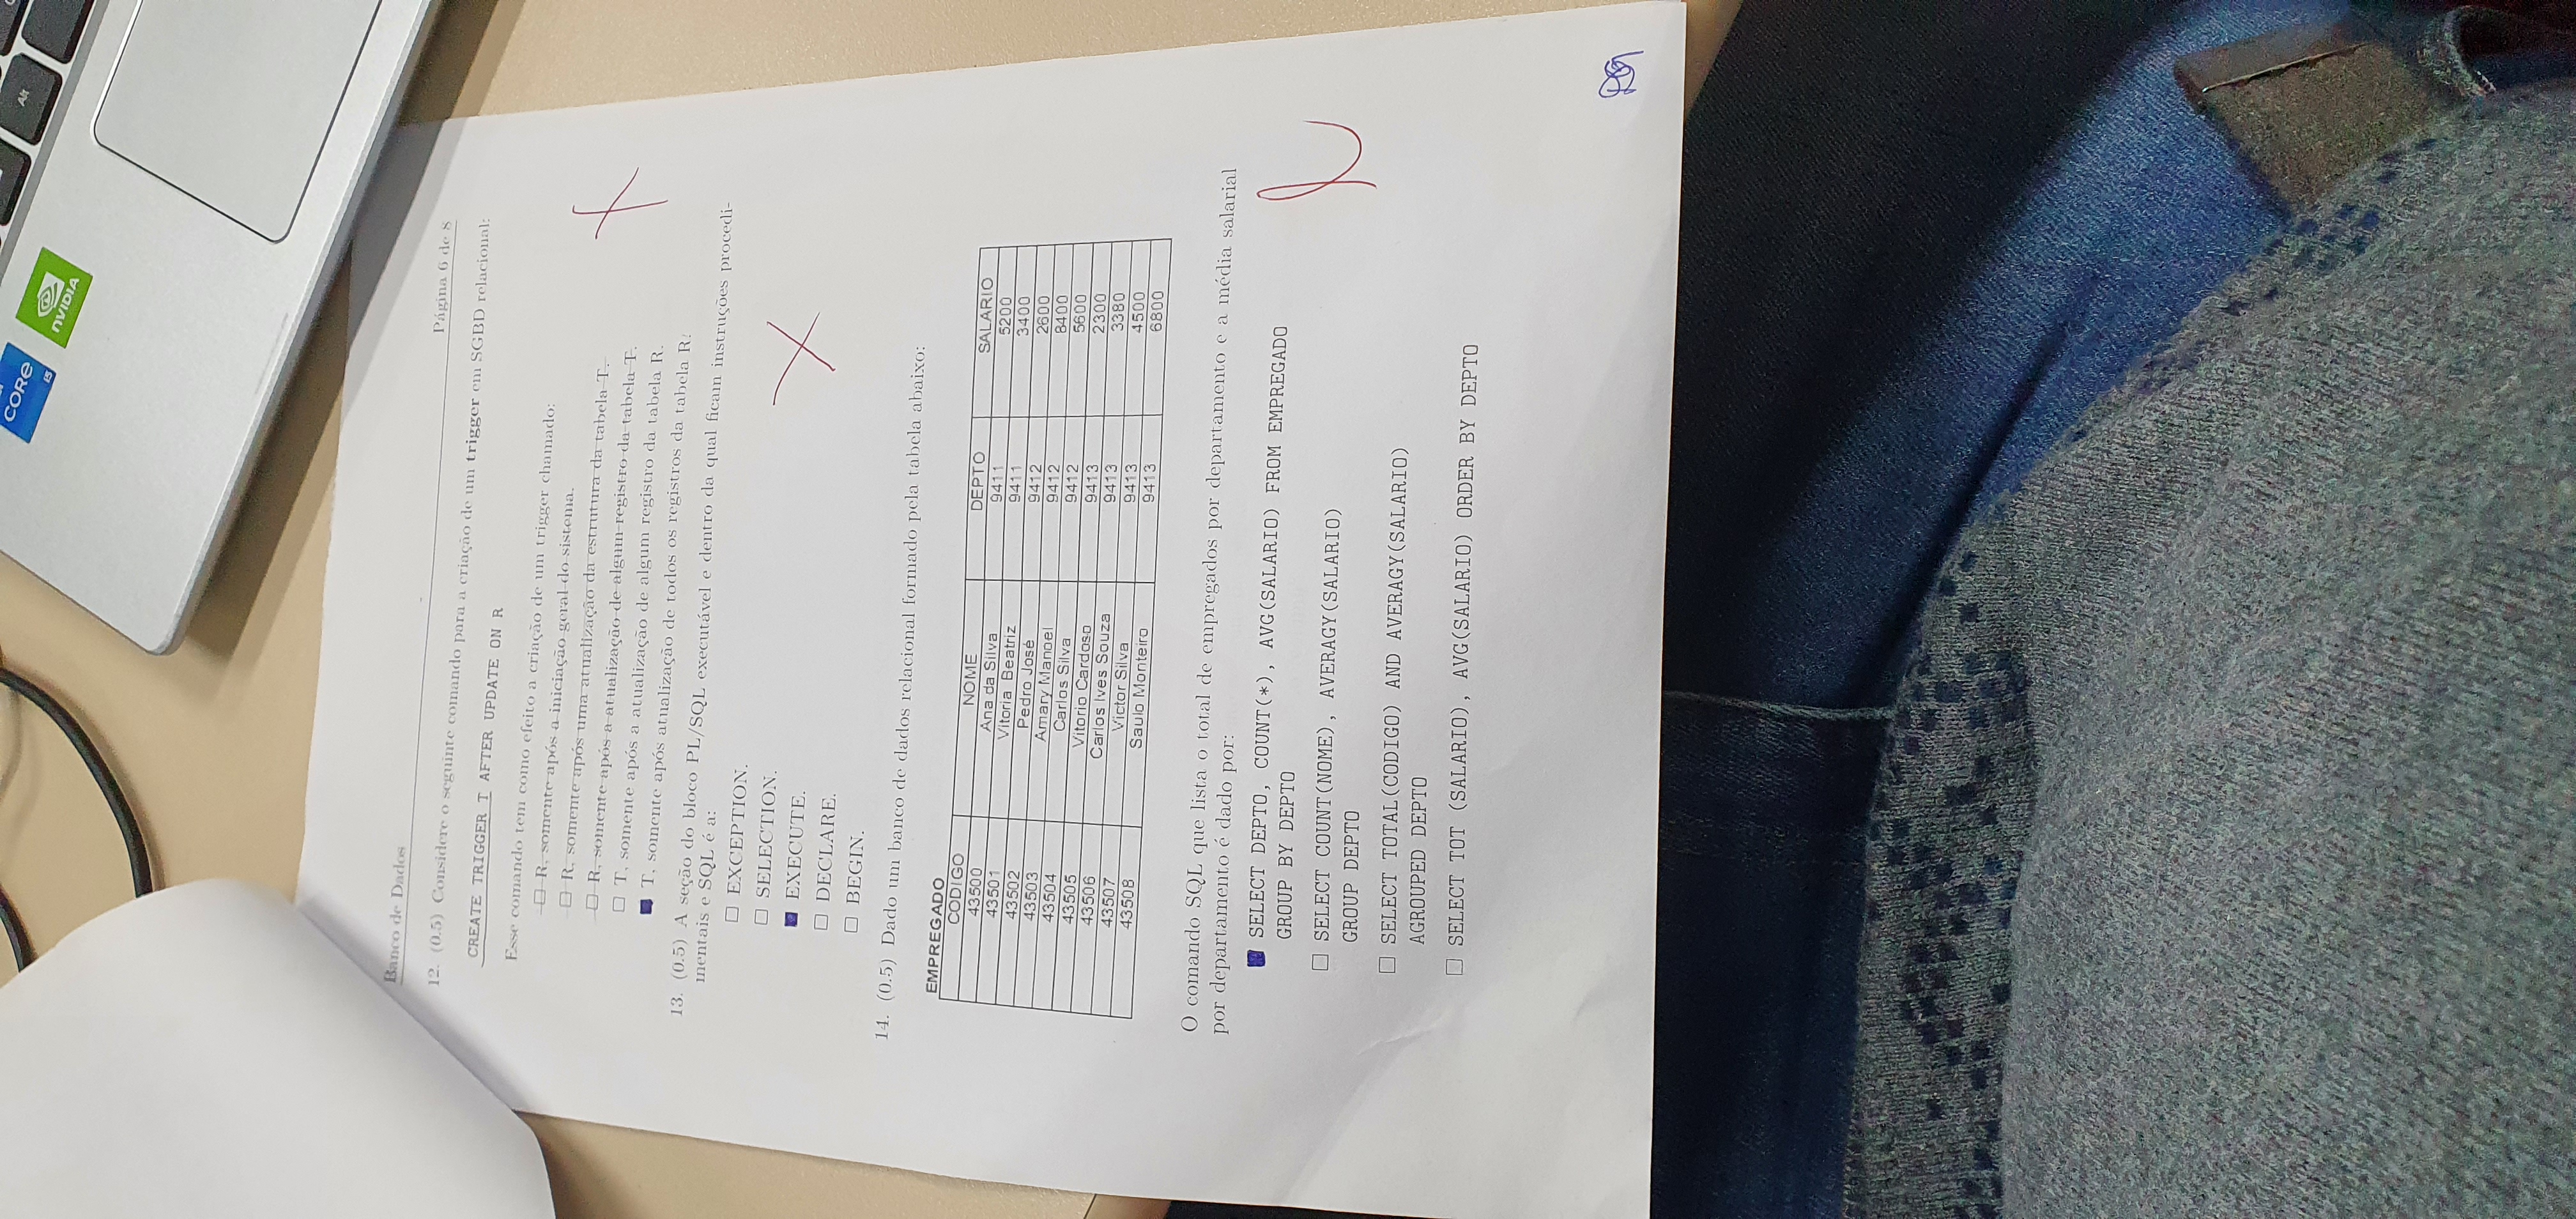 CORE
i5
NVIDIA
Alt
Banco de Dados
Página 6 de 8
12. (0.5) Considere o seguinte comando para a criação de um trigger em SGBD relacional:
CREATE TRIGGER T AFTER UPDATE ON R
Esse comando tem como efeito a criação de um trigger chamado:
R, somente após a iniciação geral do sistema.
R, somente após uma atualização da estrutura da tabela T.
R, somente após a atualização de algum registro da tabela T.
T, somente após a atualização de algum registro da tabela R.
T, somente após atualização de todos os registros da tabela R.
13. (0.5) A seção do bloco PL/SQL executável e dentro da qual ficam instruções procedi-
mentais e SQL é a:
EXCEPTION.
SELECTION.
EXECUTE.
DECLARE.
BEGIN.
14. (0.5) Dado um banco de dados relacional formado pela tabela abaixo:
EMPREGADO
CODIGO NOME DEPTO SALARIO
43500 Ana da Silva 9411 5200
43501 Vitoria Beatriz 9411 3400
43502 Pedro José 9412 2600
43503 Amary Manoel 9412 8400
43504 Carlos Silva 9412 5600
43505 Vitorio Cardoso 9413 2300
43506 Carlos Ives Souza 9413 3380
43507 Victor Silva 9413 4500
43508 Saulo Monteiro 9413 6800
O comando SQL que lista o total de empregados por departamento e a média salarial
por departamento é dado por:
SELECT DEPTO, COUNT(*), AVG(SALARIO) FROM EMPREGADO
GROUP BY DEPTO
SELECT COUNT(NOME), AVERAGY(SALARIO)
GROUP DEPTO
SELECT TOTAL(CODIGO) AND AVERAGY(SALARIO)
AGROUPED DEPTO
SELECT TOT (SALARIO), AVG(SALARIO) ORDER BY DEPTO